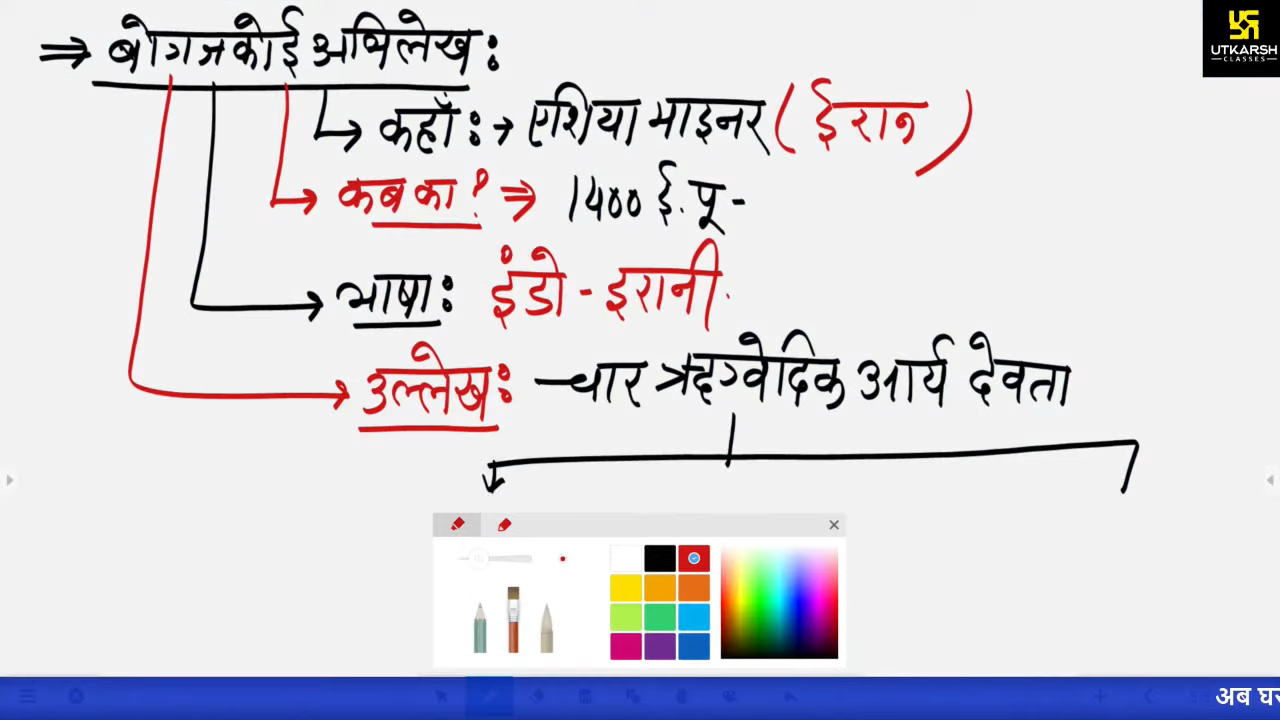 ⇒ बोगजकोई अभिलेख:
UTKARSH
CLASSES
कहाँ :→ एशिया माइनर (ईरान)
कब का? ⇒ 1400 ई. पू -
भाषा: इंडो - इरानी.
उल्लेख: - चार ऋग्वेदिक आर्य देवता
अब घर